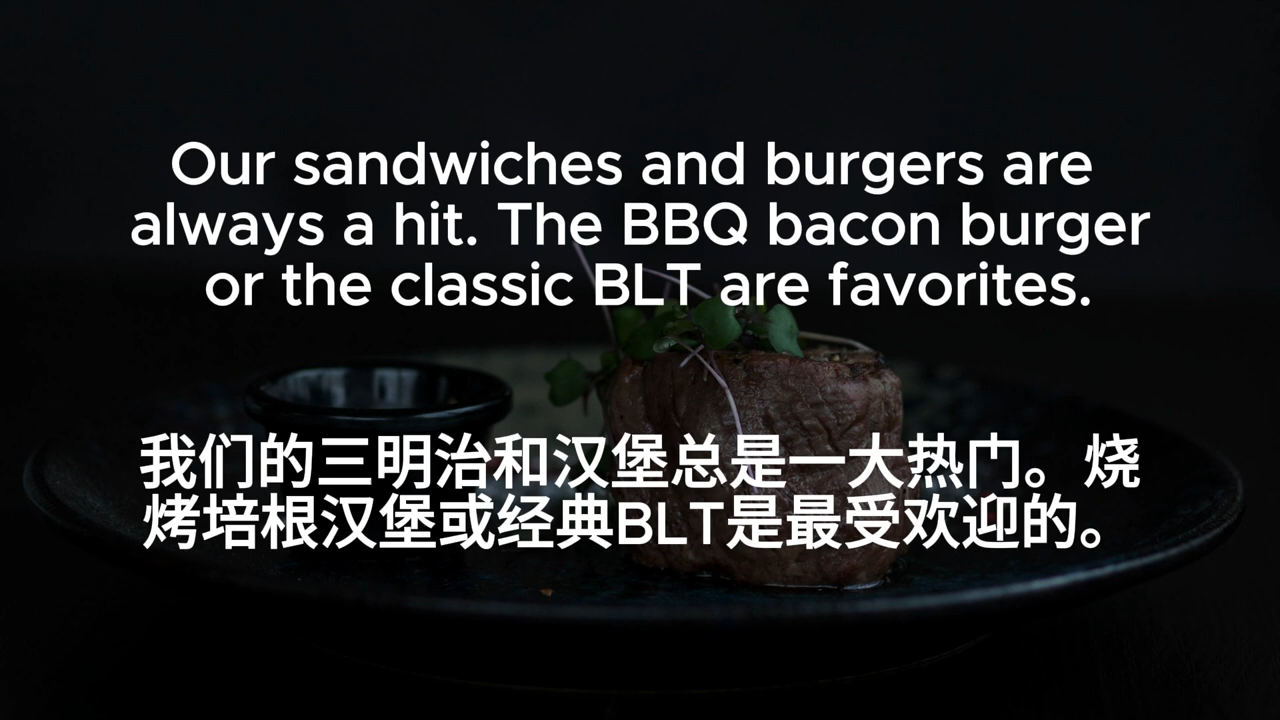 Our sandwiches and burgers are
always a hit. The BBQ bacon burger
or the classic BLT are favorites.
我们的三明治和汉堡总是一大热门。烧
烤培根汉堡或经典BLT是最受欢迎的。